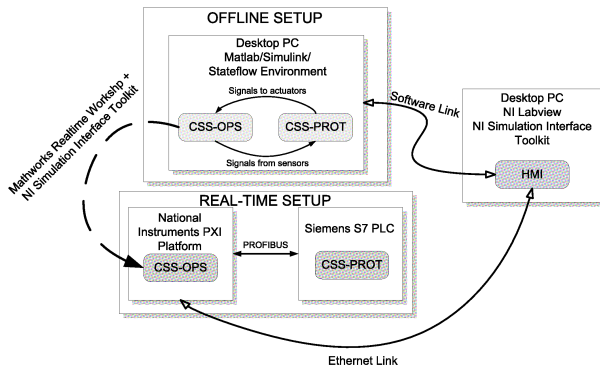 OFFLINE SETUP
Desktop PC
Matlab/Simulink/
Stateflow Environment
Signals to actuators
CSS-OPS
CSS-PROT
Signals from sensors
Mathworks Realtime Workshp +
NI Simulation Interface Toolkit
Software Link
Desktop PC
NI Labview
NI Simulation Interface
Toolkit
HMI
REAL-TIME SETUP
National
Instruments PXI
Platform
CSS-OPS
PROFIBUS
Siemens S7 PLC
CSS-PROT
Ethernet Link